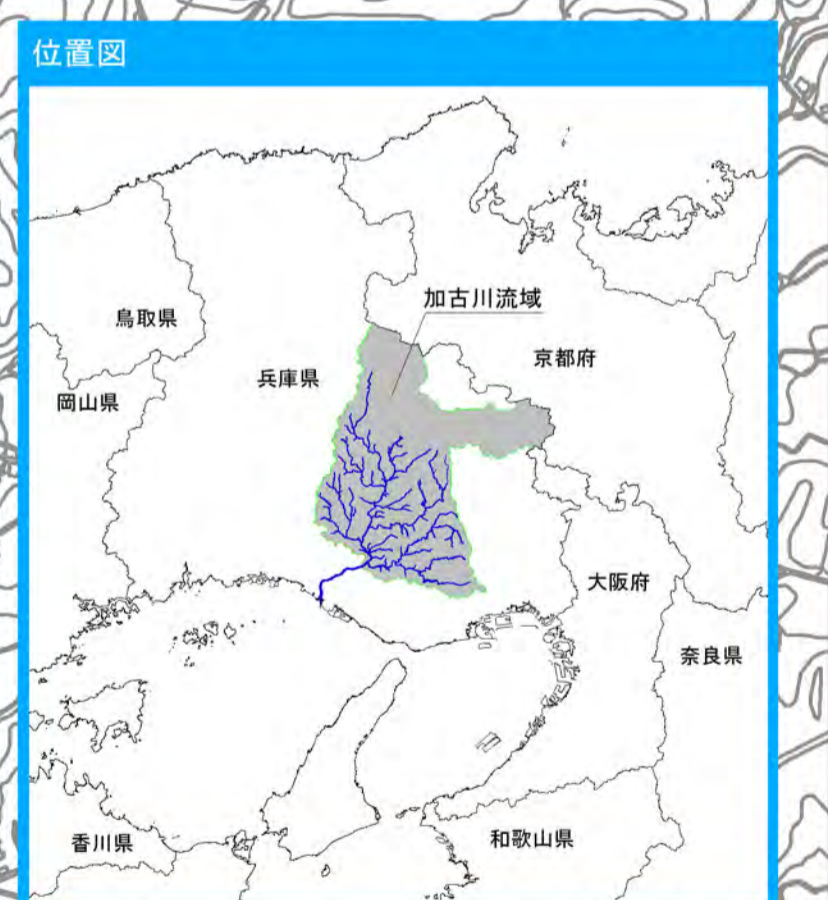 位置図
加古川流域
鳥取県
京都府
兵庫県
岡山県
大阪府
奈良県
香川県
和歌山県